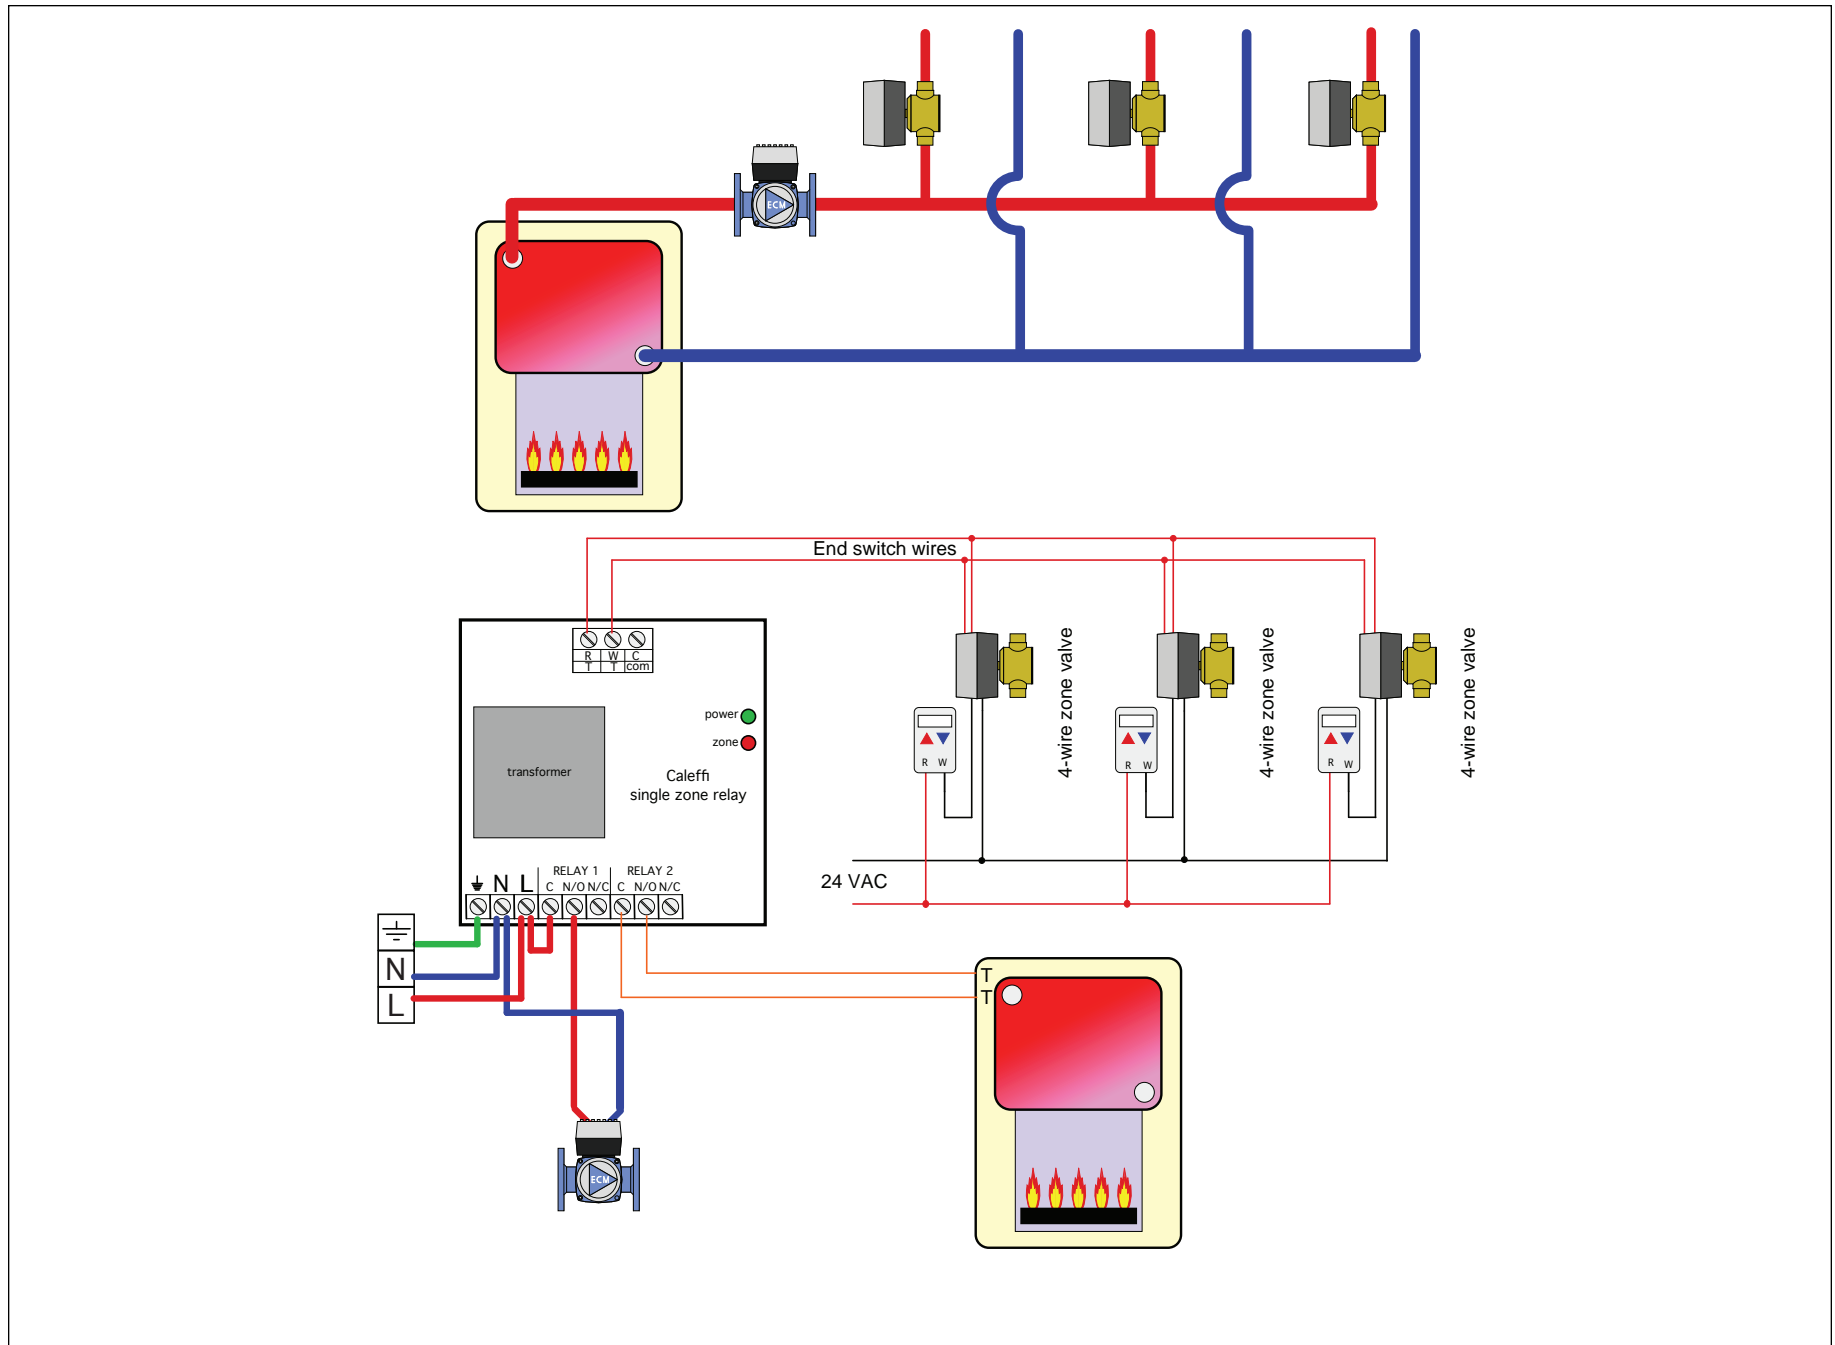 ECM
End switch wires
R W C
T T com
power
zone
transformer
Caleffi
single zone relay
4-wire zone valve
4-wire zone valve
4-wire zone valve
R W
R W
R W
24 VAC
RELAY 1 RELAY 2
N L C N/O N/C C N/O N/C
N
L
T
T
ECM